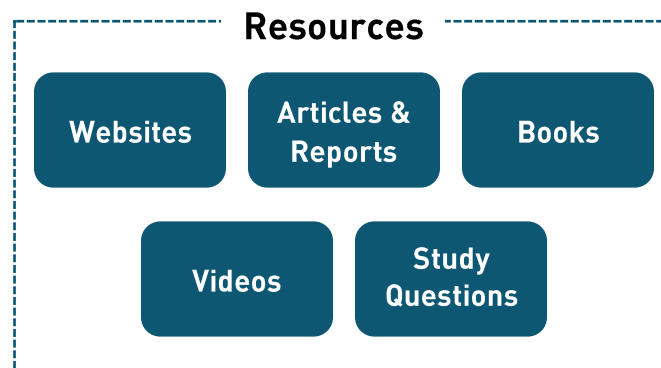 Resources
Websites
Articles &
Reports
Books
Videos
Study
Questions